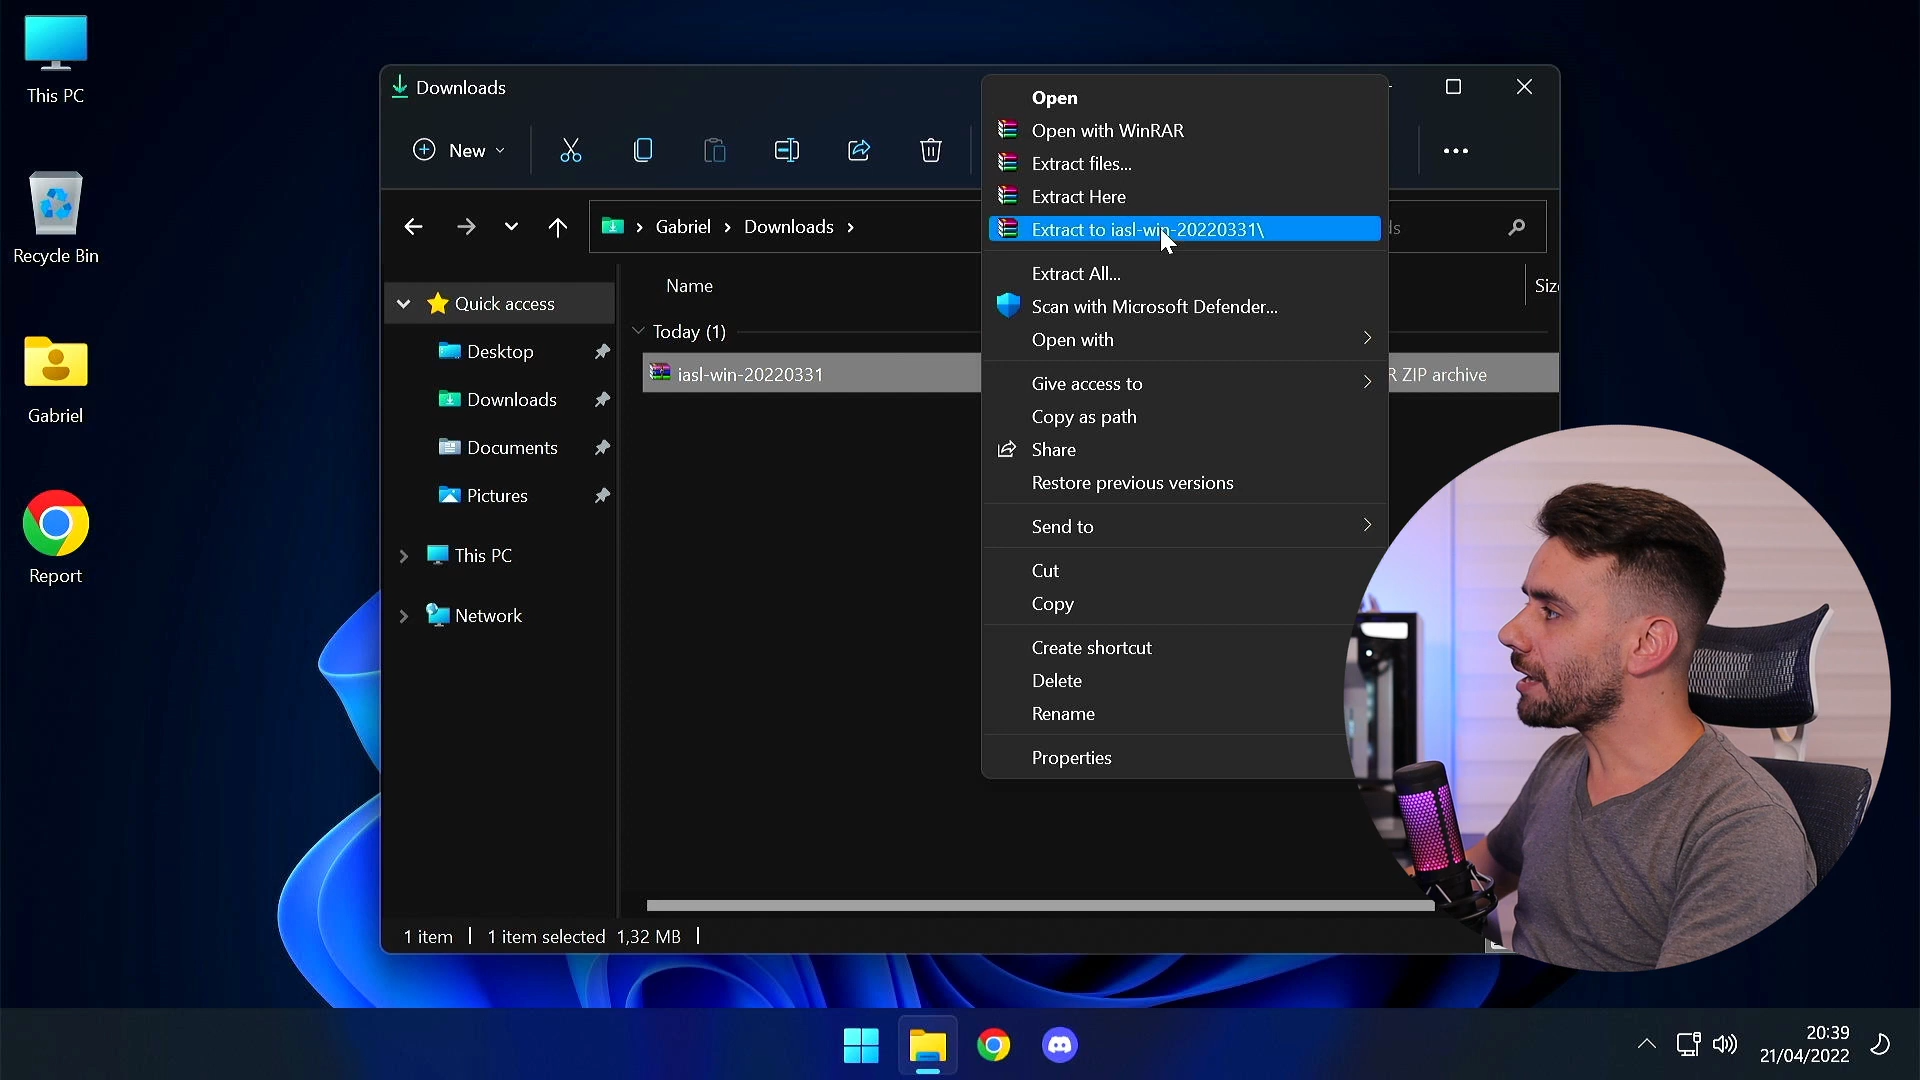 This PC
Recycle Bin
Gabriel
Report
Downloads
New
Gabriel
Downloads
Name
Quick access
Desktop
Downloads
Documents
Pictures
This PC
Network
Today (1)
iasl-win-20220331
R ZIP archive
1 item
1 item selected 1,32 MB
Open
Open with WinRAR
Extract files...
Extract Here
Extract to iasl-win-20220331\
Extract All...
Scan with Microsoft Defender...
Open with
Give access to
Copy as path
Share
Restore previous versions
Send to
Cut
Copy
Create shortcut
Delete
Rename
Properties
20:39
21/04/2022